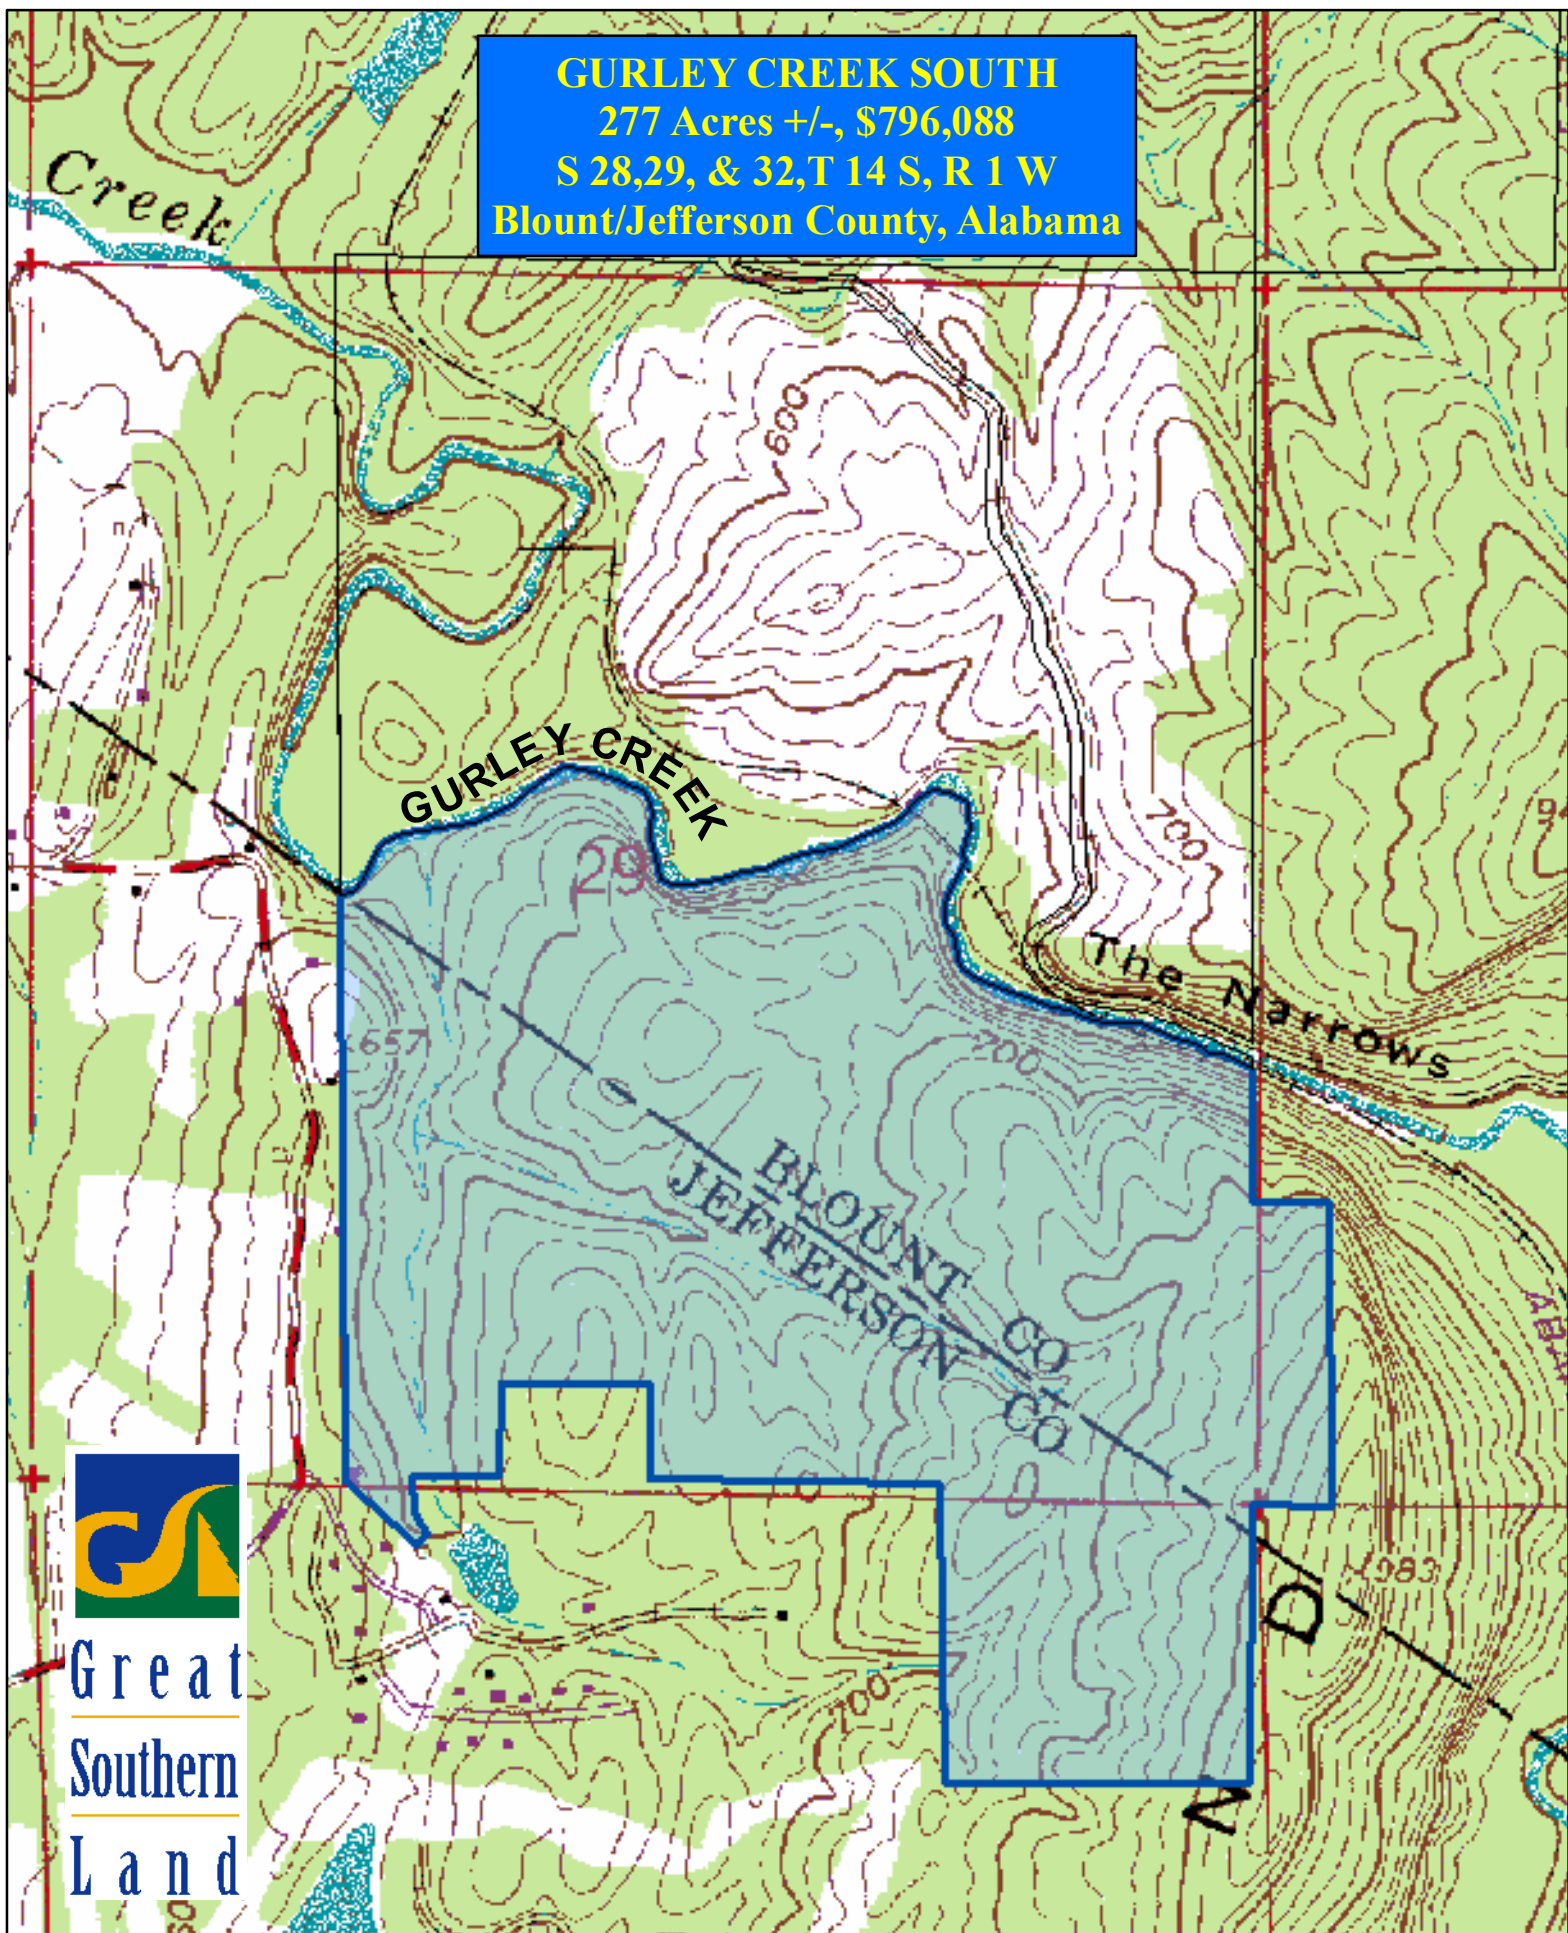 GURLEY CREEK SOUTH
277 Acres +/-, $796,088
S 28,29, & 32,T 14 S, R 1 W
Blount/Jefferson County, Alabama
Creek
600
GURLEY CREEK
29
700
The Narrows
657
700
BLOUNT CO
JEFFERSON CO
983
D
N
700
Great
Southern
Land